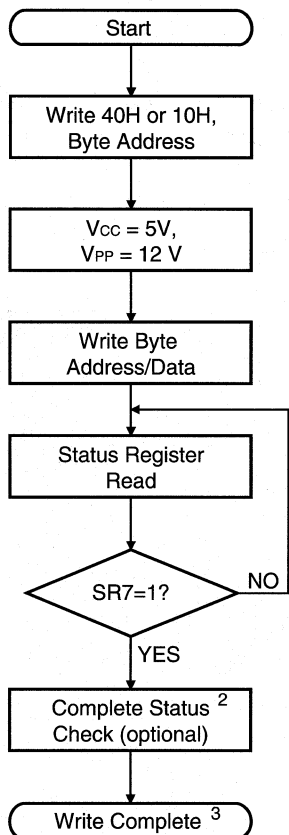 Start
Write 40H or 10H,
Byte Address
VCC = 5V,
VPP = 12 V
Write Byte
Address/Data
Status Register
Read
SR7=1?
NO
YES
Complete Status 2
Check (optional)
Write Complete 3